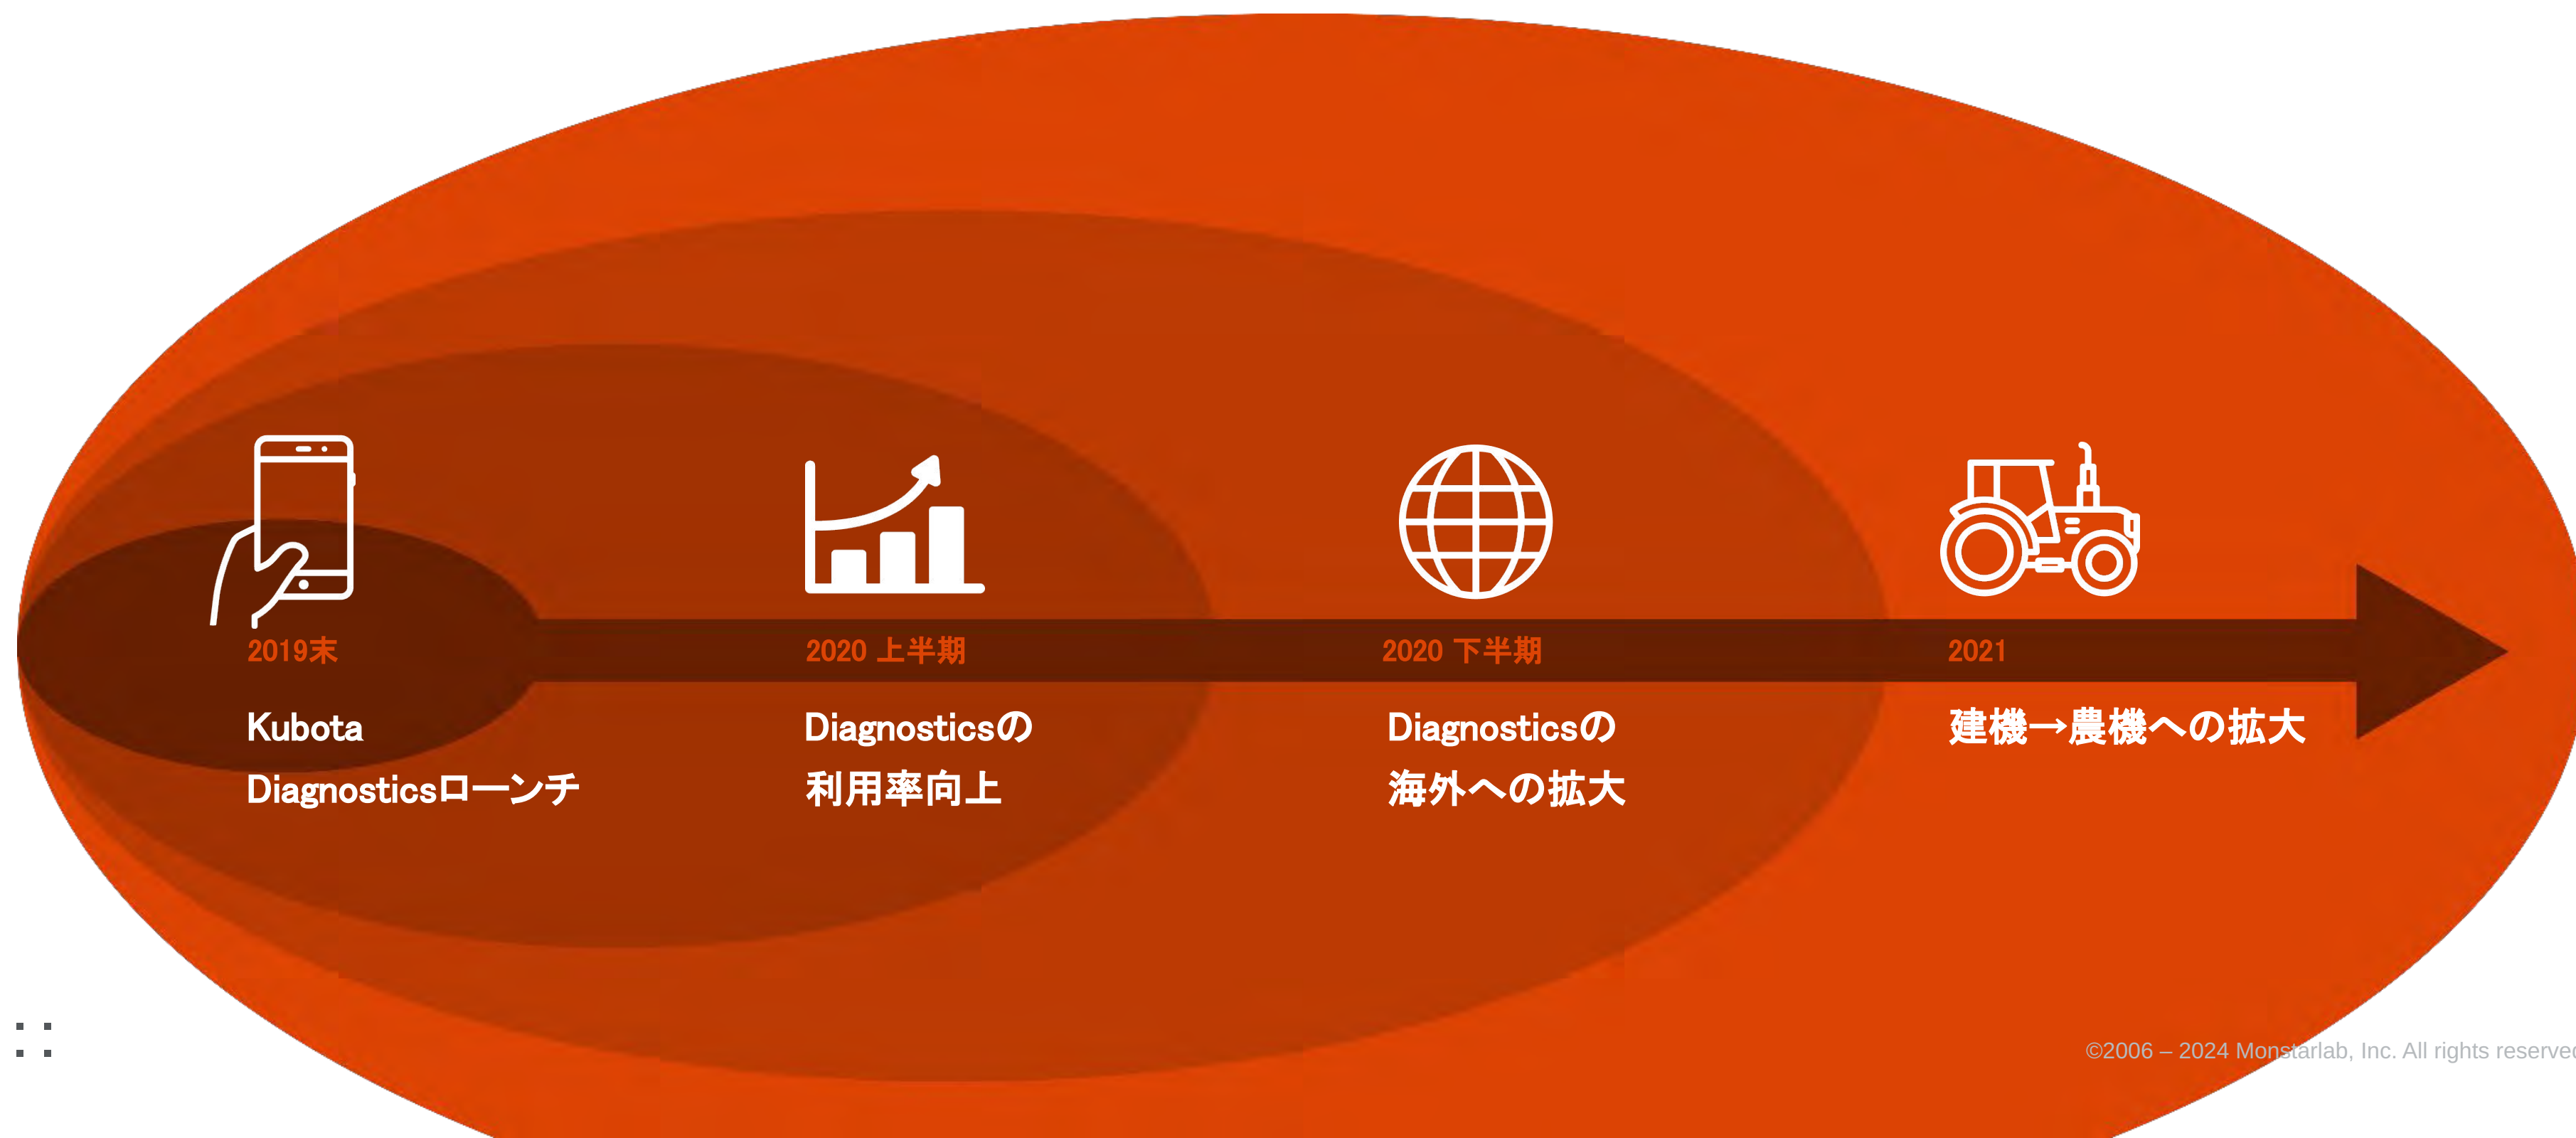 2019末
Kubota
Diagnosticsローンチ
2020 上半期
Diagnosticsの
利用率向上
2020 下半期
Diagnosticsの
海外への拡大
2021
建機→農機への拡大
©2006 – 2024 Monstarlab, Inc. All rights reserved